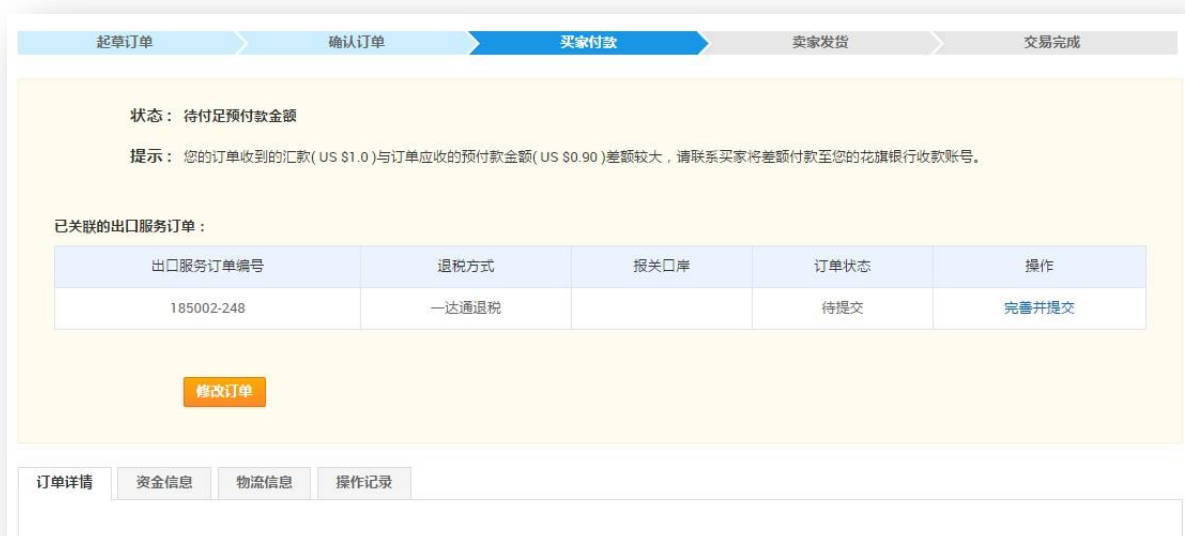 起草订单 确认订单 买家付款 卖家发货 交易完成
状态： 待付足预付款金额
提示： 您的订单收到的汇款( US $1.0 )与订单应收的预付款金额( US $0.90 )差额较大，请联系买家将差额付款至您的花旗银行收款账号。
已关联的出口服务订单：
出口服务订单编号 退税方式 报关口岸 订单状态 操作
185002-248 一达通退税 待提交 完善并提交
修改订单
订单详情 资金信息 物流信息 操作记录